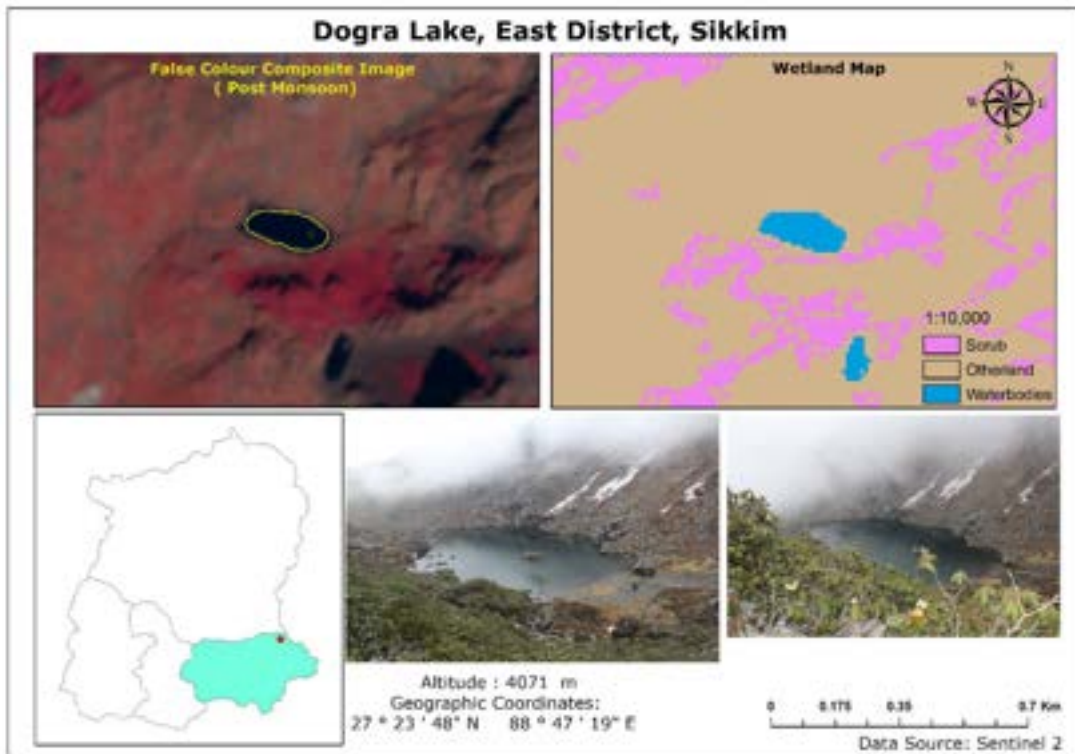 Dogra Lake, East District, Sikkim
False Colour Composite Image
( Post Monsoon)
Wetland Map
N
W E
S
1:10,000
Scrub
Otherland
Waterbodies
Altitude : 4071 m
Geographic Coordinates:
27 ° 23 ' 48" N 88 ° 47 ' 19" E
0 0.175 0.35 0.7 Km
Data Source: Sentinel 2